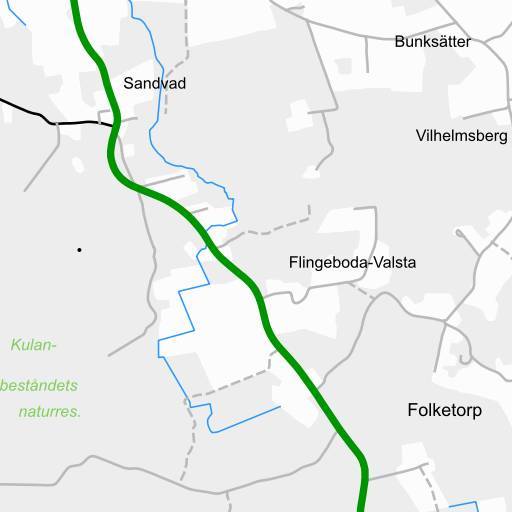 Bunksätter
Sandvad
Vilhelmsberg
Flingeboda-Valsta
Kulan-
beståndets
naturres.
Folketorp